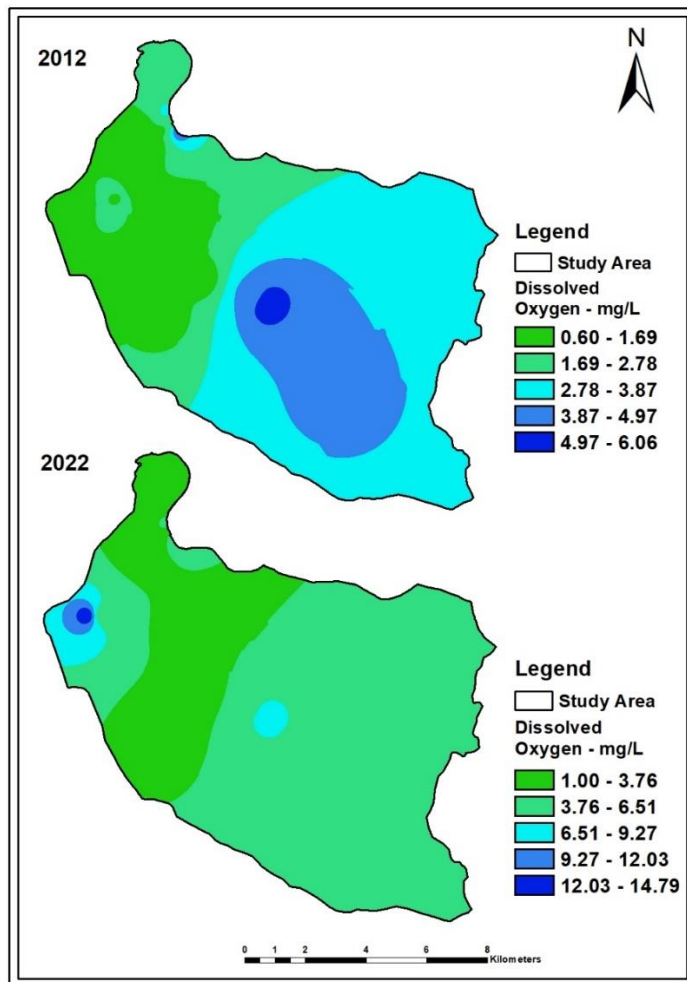 2012
N
Legend
Study Area
Dissolved
Oxygen - mg/L
0.60 - 1.69
1.69 - 2.78
2.78 - 3.87
3.87 - 4.97
4.97 - 6.06
2022
Legend
Study Area
Dissolved
Oxygen - mg/L
1.00 - 3.76
3.76 - 6.51
6.51 - 9.27
9.27 - 12.03
12.03 - 14.79
0 1 2 4 6 8
Kilometers